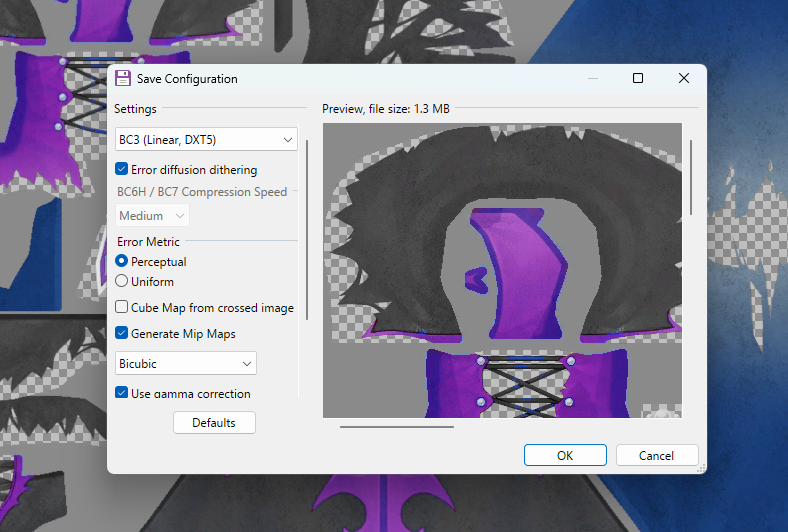 Save Configuration
Settings
BC3 (Linear, DXT5)
Error diffusion dithering
BC6H / BC7 Compression Speed
Medium
Error Metric
Perceptual
Uniform
Cube Map from crossed image
Generate Mip Maps
Bicubic
Use gamma correction
Defaults
Preview, file size: 1.3 MB
OK
Cancel